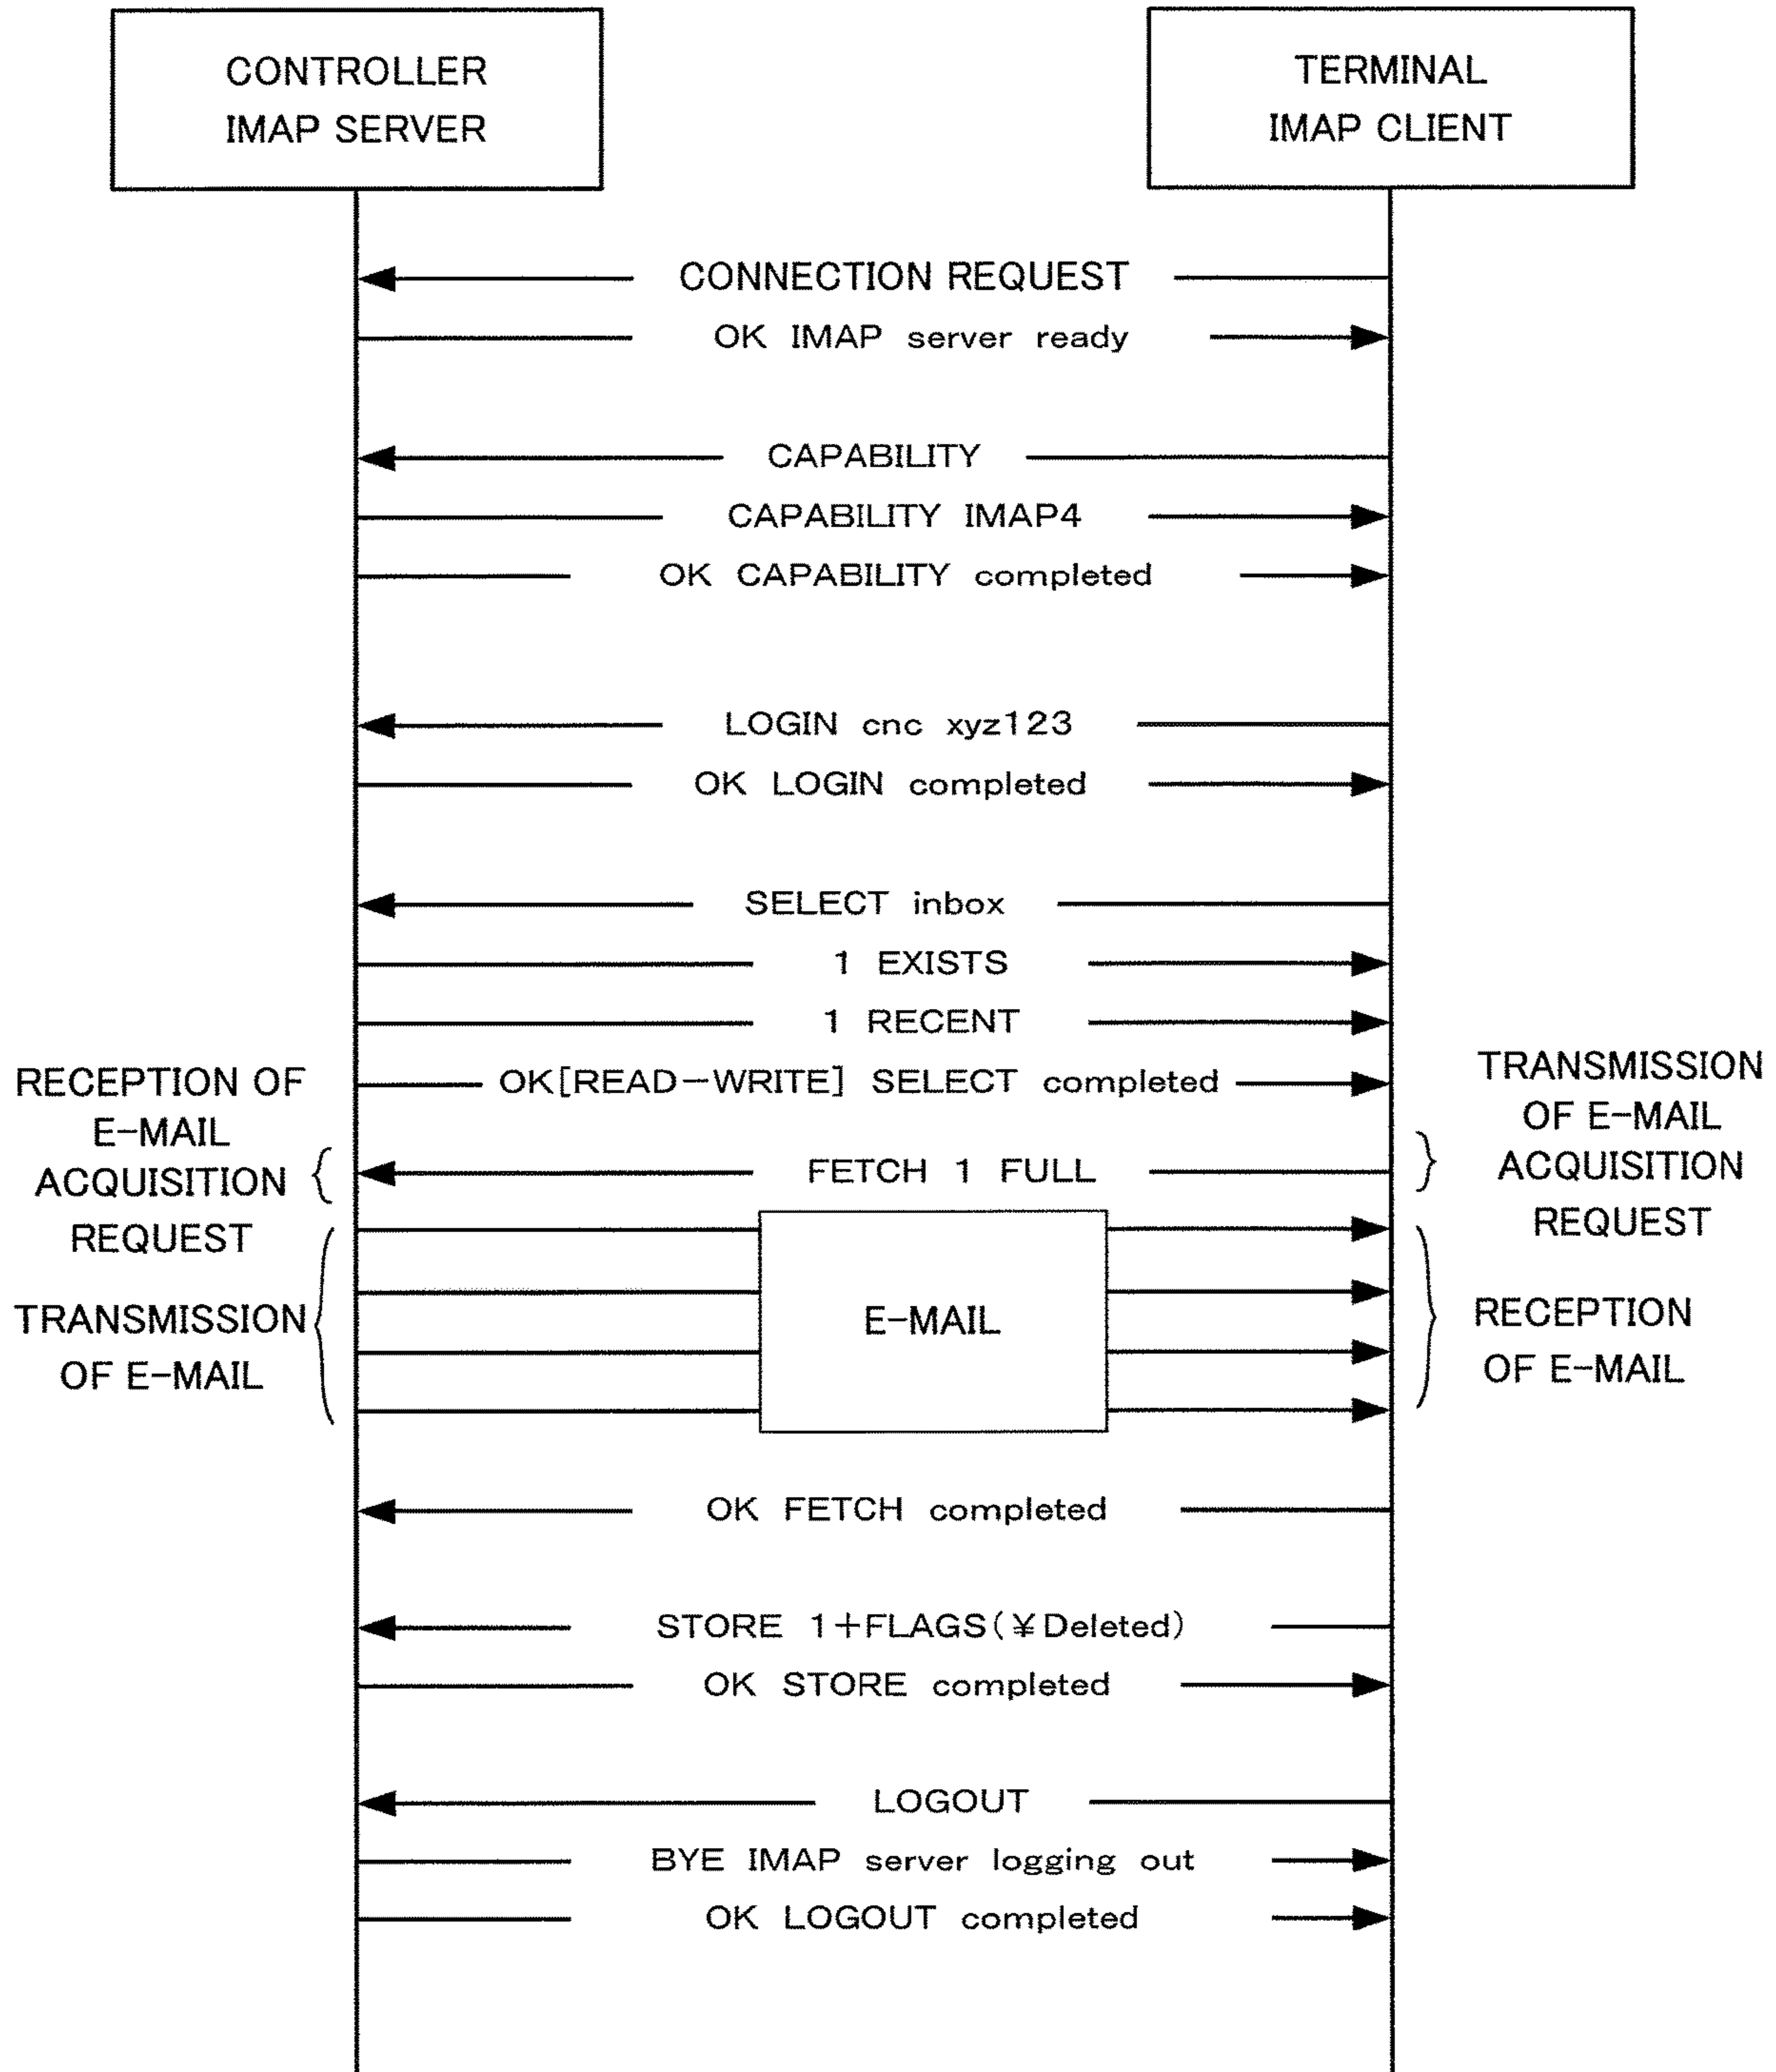 CONTROLLER
IMAP SERVER
TERMINAL
IMAP CLIENT
CONNECTION REQUEST
OK IMAP server ready
CAPABILITY
CAPABILITY IMAP4
OK CAPABILITY completed
LOGIN cnc xyz123
OK LOGIN completed
SELECT inbox
1 EXISTS
1 RECENT
OK[READ-WRITE] SELECT completed
RECEPTION OF
E-MAIL
ACQUISITION
REQUEST
TRANSMISSION
OF E-MAIL
ACQUISITION
REQUEST
FETCH 1 FULL
TRANSMISSION
OF E-MAIL
E-MAIL
RECEPTION
OF E-MAIL
OK FETCH completed
STORE 1+FLAGS(¥Deleted)
OK STORE completed
LOGOUT
BYE IMAP server logging out
OK LOGOUT completed